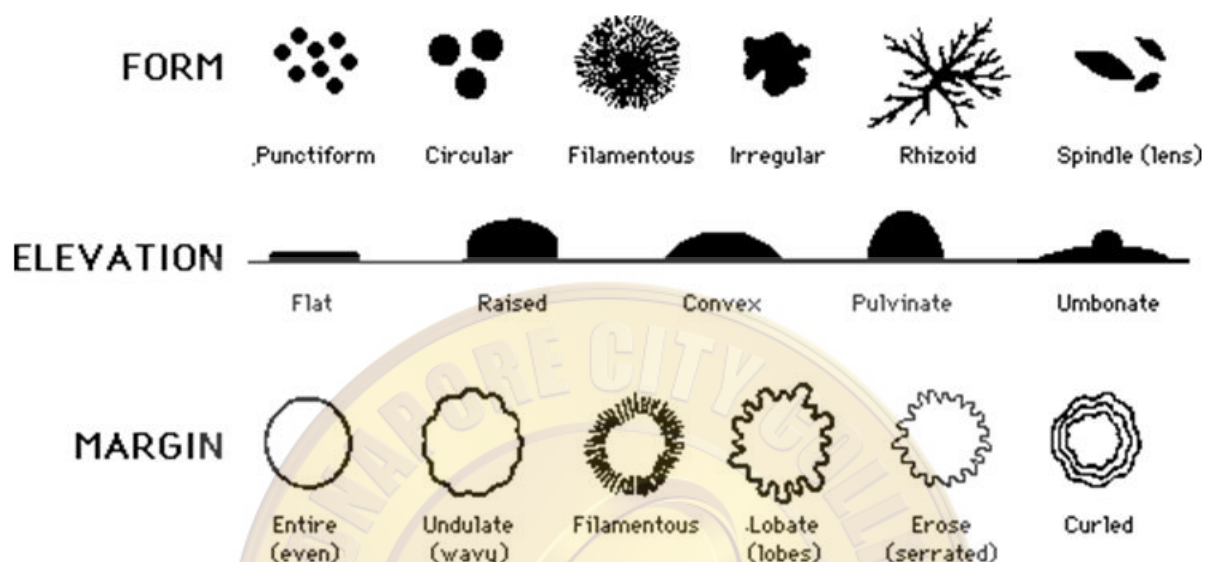 FORM
Punctiform Circular Filamentous Irregular Rhizoid Spindle (lens)
ELEVATION
Flat Raised Convex Pulvinate Umbonate
MARGIN
Entire Undulate Filamentous Lobate Erose Curled
(even) (wavy) (lobes) (serrated)
CITY